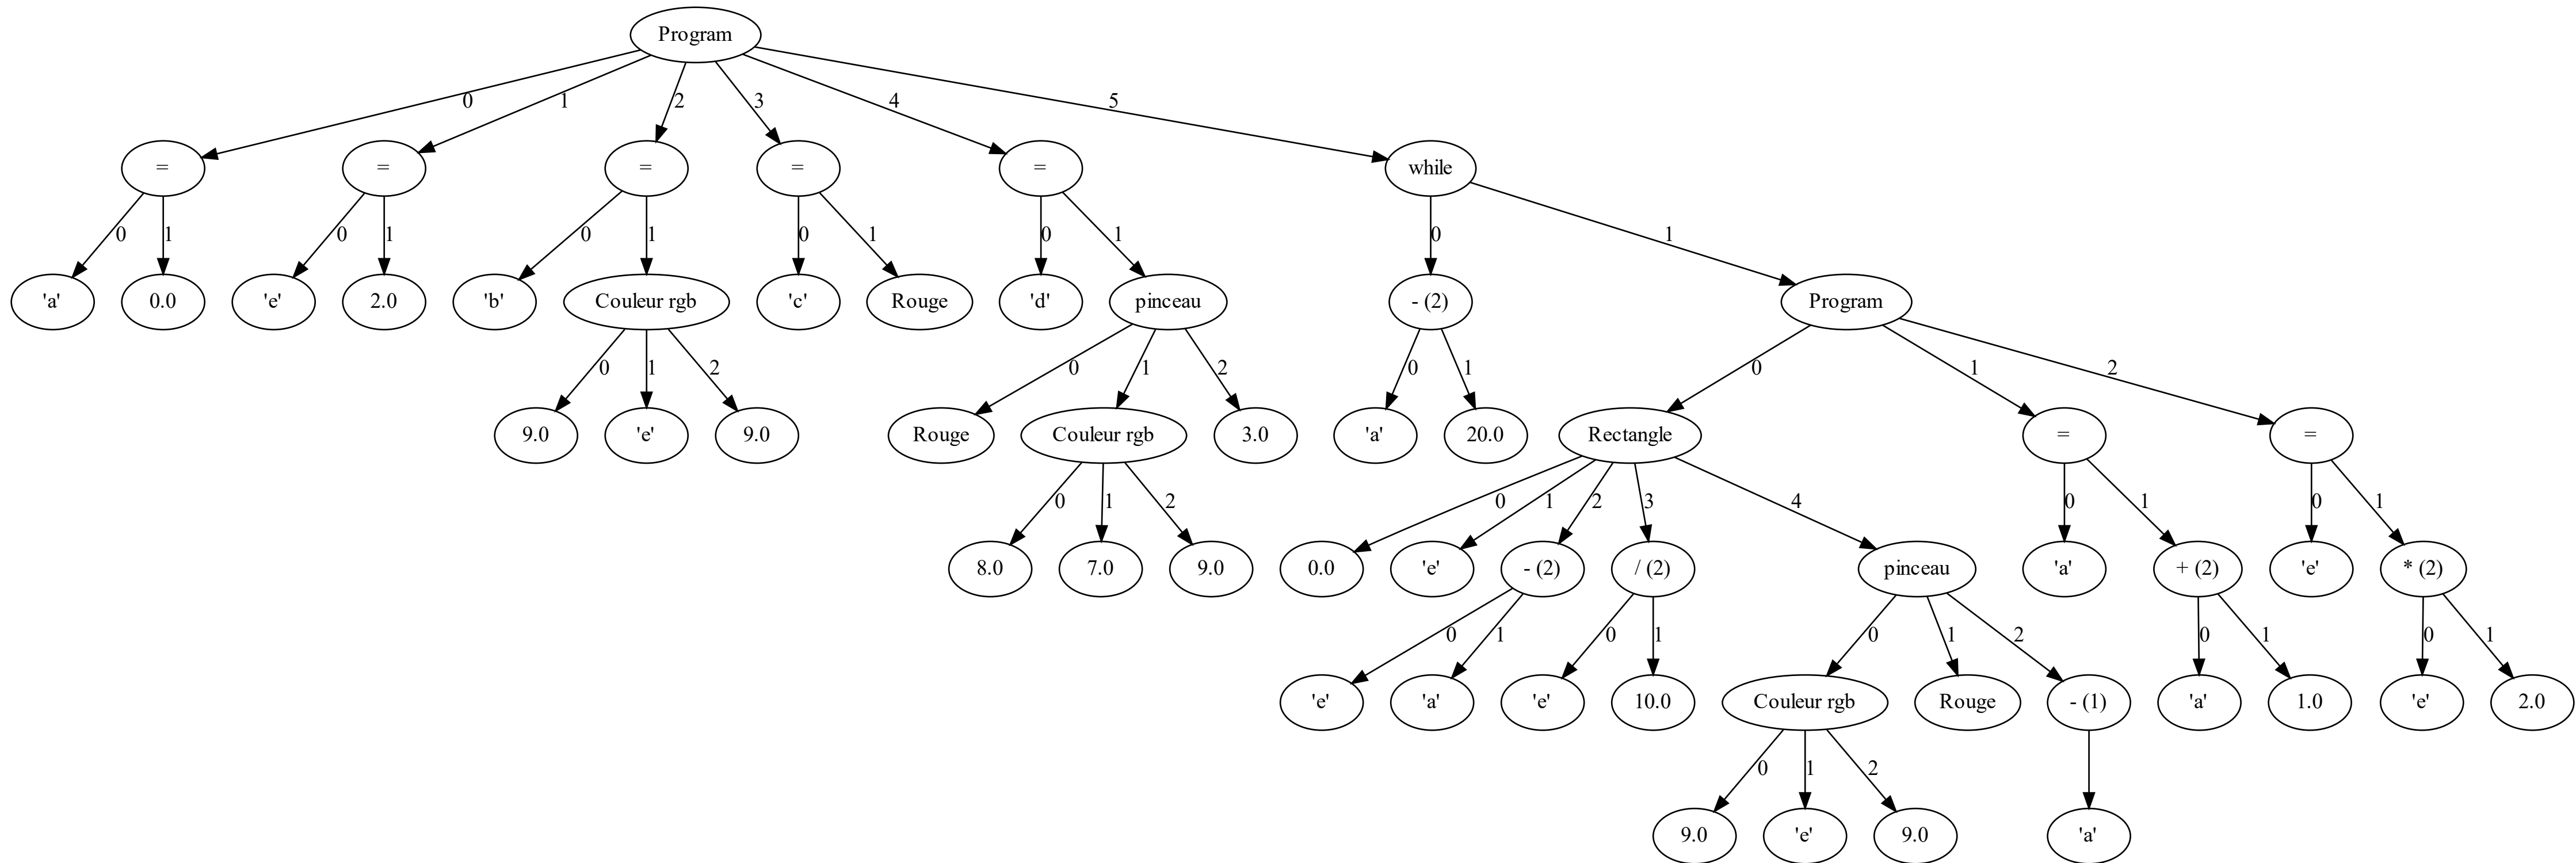 Program
0 1 2 3 4 5
= = = = = while
0 1 0 1 0 1 0 1 0 1 0 1
'a' 0.0 'e' 2.0 'b' Couleur rgb 'c' Rouge 'd' pinceau - (2) Program
0 1 2 0 1 2 0 1 0 1 2
9.0 'e' 9.0 Rouge Couleur rgb 3.0 'a' 20.0 Rectangle = =
0 1 2 0 1 2 3 4 0 1 0 1
8.0 7.0 9.0 0.0 'e' - (2) / (2) pinceau 'a' + (2) 'e' * (2)
0 1 0 1 0 1 2 0 1 0 1
'e' 'a' 'e' 10.0 Couleur rgb Rouge - (1) 'a' 1.0 'e' 2.0
0 1 2
9.0 'e' 9.0 'a'